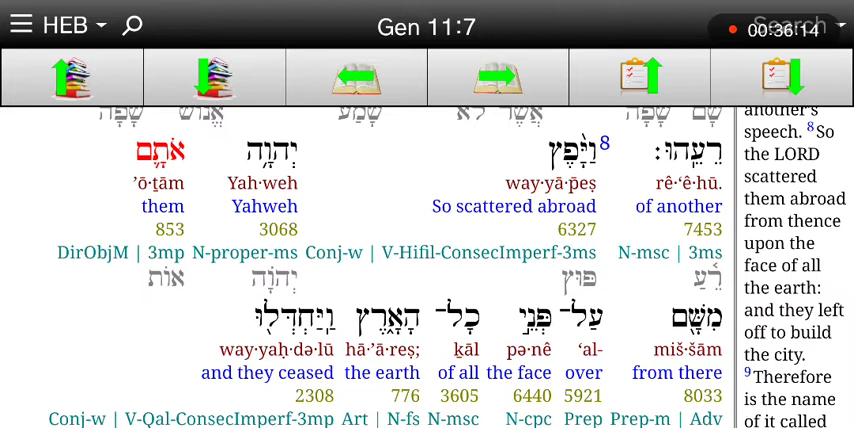 HEB
Gen 11:7
Search
00:36:14
שָׁם שָׂפָה אֲשֶׁר לֹא שָׁמַע אֱנוֹשׁ שָׂפָה
רֵעֵֽהוּ׃ 8 וַיָּ֨פֶץ יְהוָ֥ה אֹתָ֛ם
rê·‘ê·hū. way·yā·p̄eṣ Yah·weh ’ō·ṯām
of another So scattered abroad Yahweh them
7453 6327 3068 853
N-msc | 3ms Conj-w | V-Hifil-ConsecImperf-3ms N-proper-ms DirObjM | 3mp
רֵ֫עַ פּוּץ יְהוָֹה אוֹת
מִשָּׁ֖ם עַל־ פְּנֵ֣י כָל־ הָאָ֑רֶץ וַֽיַּחְדְּל֖וּ
miš·šām ‘al- pə·nê ḵāl hā·’ā·reṣ; way·yaḥ·də·lū
from there over the face of all the earth and they ceased
8033 5921 6440 3605 776 2308
Prep-m | Adv Prep N-cpc N-msc Art | N-fs Conj-w | V-Qal-ConsecImperf-3mp
another's
speech. 8 So
the LORD
scattered
them abroad
from thence
upon the
face of all
the earth:
and they left
off to build
the city.
9 Therefore
is the name
of it called